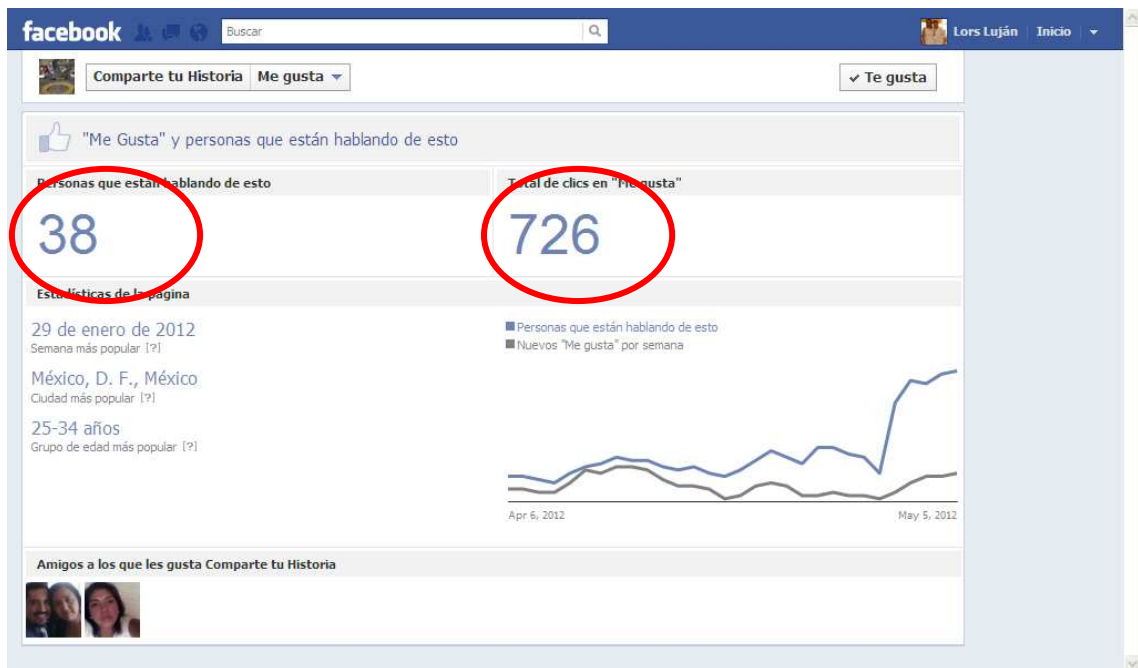 facebook Buscar Lors Luján Inicio
Comparte tu Historia Me gusta Te gusta
"Me Gusta" y personas que están hablando de esto
Personas que están hablando de esto Total de clics en "Me gusta"
38 726
Estadísticas de la página
29 de enero de 2012
Semana más popular [?]
México, D. F., México
Ciudad más popular [?]
25-34 años
Grupo de edad más popular [?]
Personas que están hablando de esto
Nuevos "Me gusta" por semana
Apr 6, 2012 May 5, 2012
Amigos a los que les gusta Comparte tu Historia